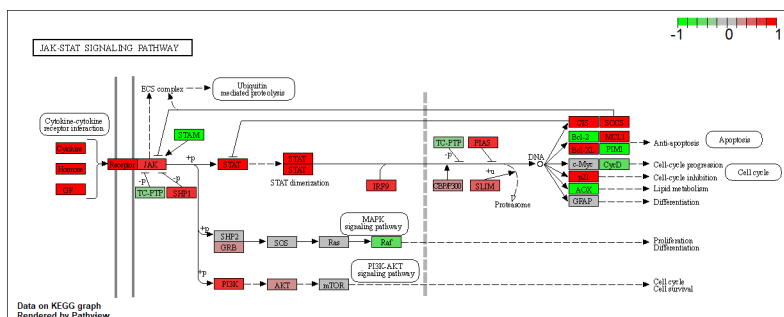 -1 0 1
JAK-STAT SIGNALING PATHWAY
ECS complex
Ubiquitin
mediated proteolysis
Cytokine-cytokine
receptor interaction
STAM
Cytokine
Hormone
GF
Receptor
JAK
+p
STAT
STAT
STAT
STAT dimerization
-p
-p
TC-PTP
SHP1
IRF9
TC-PTP
PIAS
-p
+u
CBP/P300
SLIM
Proteasome
DNA
CIS
SOCS
Bcl-2
MCL1
Bcl-XL
PIM1
c-Myc
CycD
p21
AOX
GFAP
Anti-apoptosis
Apoptosis
Cell-cycle progression
Cell cycle
Cell-cycle inhibition
Lipid metabolism
Differentiation
+p
SHP2
GRB
SOS
Ras
Raf
MAPK
signaling pathway
Proliferation
Differentiation
+p
PI3K
AKT
mTOR
PI3K-AKT
signaling pathway
Cell cycle
Cell survival
Data on KEGG graph
Rendered by Pathview